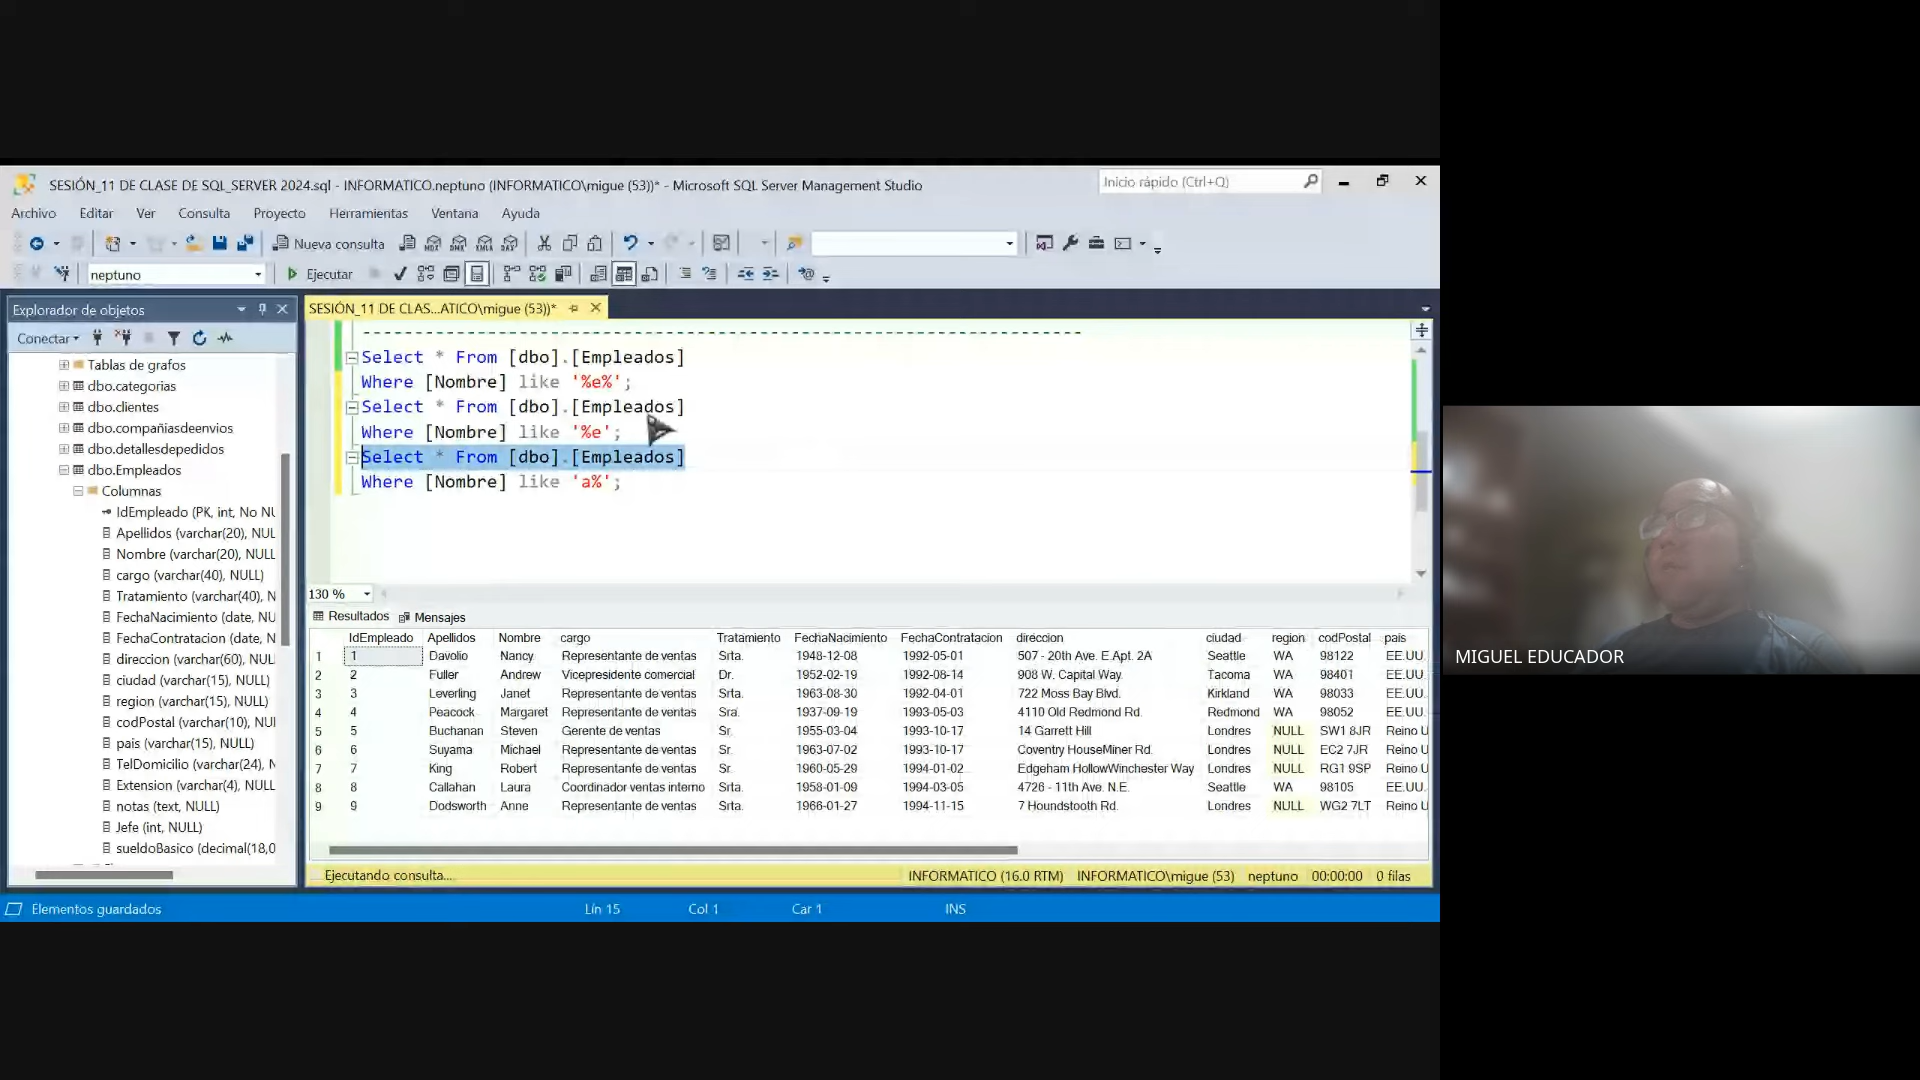 SESIÓN_11 DE CLASE DE SQL_SERVER 2024.sql - INFORMATICO.neptuno (INFORMATICO\migue (53))* - Microsoft SQL Server Management Studio
Inicio rápido (Ctrl+Q)
Archivo Editar Ver Consulta Proyecto Herramientas Ventana Ayuda
Nueva consulta
neptuno Ejecutar
Explorador de objetos
SESIÓN_11 DE CLAS...ATICO\migue (53))*
Conectar
Tablas de grafos
dbo.categorias
dbo.clientes
dbo.compañiasdeenvios
dbo.detallesdepedidos
dbo.Empleados
Columnas
IdEmpleado (PK, int, No NU
Apellidos (varchar(20), NULL
Nombre (varchar(20), NULL
cargo (varchar(40), NULL)
Tratamiento (varchar(40), N
FechaNacimiento (date, NU
FechaContratacion (date, N
direccion (varchar(60), NUL
ciudad (varchar(15), NULL)
region (varchar(15), NULL)
codPostal (varchar(10), NUI
pais (varchar(15), NULL)
TelDomicilio (varchar(24), N
Extension (varchar(4), NULL)
notas (text, NULL)
Jefe (int, NULL)
sueldoBasico (decimal(18,0
Select * From [dbo].[Empleados]
Where [Nombre] like '%e%';
Select * From [dbo].[Empleados]
Where [Nombre] like '%e';
Select * From [dbo].[Empleados]
Where [Nombre] like 'a%';
130 %
Resultados Mensajes
IdEmpleado Apellidos Nombre cargo Tratamiento FechaNacimiento FechaContratacion direccion ciudad region codPostal pais
1 1 Davolio Nancy Representante de ventas Srta. 1948-12-08 1992-05-01 507 - 20th Ave. E.Apt. 2A Seattle WA 98122 EE.UU.
2 2 Fuller Andrew Vicepresidente comercial Dr. 1952-02-19 1992-08-14 908 W. Capital Way Tacoma WA 98401 EE.UU.
3 3 Leverling Janet Representante de ventas Srta. 1963-08-30 1992-04-01 722 Moss Bay Blvd. Kirkland WA 98033 EE.UU.
4 4 Peacock Margaret Representante de ventas Sra. 1937-09-19 1993-05-03 4110 Old Redmond Rd. Redmond WA 98052 EE.UU.
5 5 Buchanan Steven Gerente de ventas Sr. 1955-03-04 1993-10-17 14 Garrett Hill Londres NULL SW1 8JR Reino U
6 6 Suyama Michael Representante de ventas Sr. 1963-07-02 1993-10-17 Coventry HouseMiner Rd. Londres NULL EC2 7JR Reino U
7 7 King Robert Representante de ventas Sr. 1960-05-29 1994-01-02 Edgeham HollowWinchester Way Londres NULL RG1 9SP Reino U
8 8 Callahan Laura Coordinador ventas interno Srta. 1958-01-09 1994-03-05 4726 - 11th Ave. N.E. Seattle WA 98105 EE.UU.
9 9 Dodsworth Anne Representante de ventas Srta. 1966-01-27 1994-11-15 7 Houndstooth Rd. Londres NULL WG2 7LT Reino U
Ejecutando consulta... INFORMATICO (16.0 RTM) INFORMATICO\migue (53) neptuno 00:00:00 0 filas
Elementos guardados Lín 15 Col 1 Car 1 INS
MIGUEL EDUCADOR